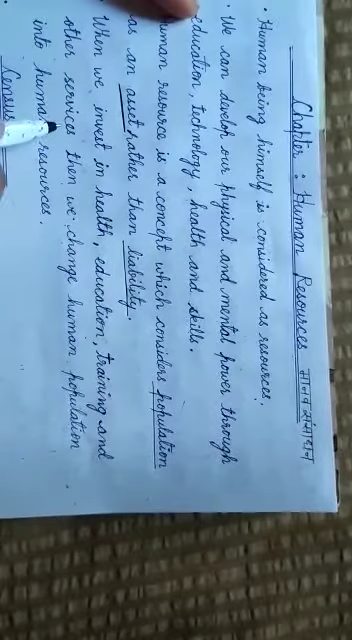 Chapter : Human Resources मानव संसाधन
• Human being himself is considered as resources.
• We can develop our physical and mental power through
education, technology, health and skills.
human resource is a concept which considers population
as an asset rather than liability.
• When we invest in health, education, training and
other services then we change human population
into human resources.
• Census